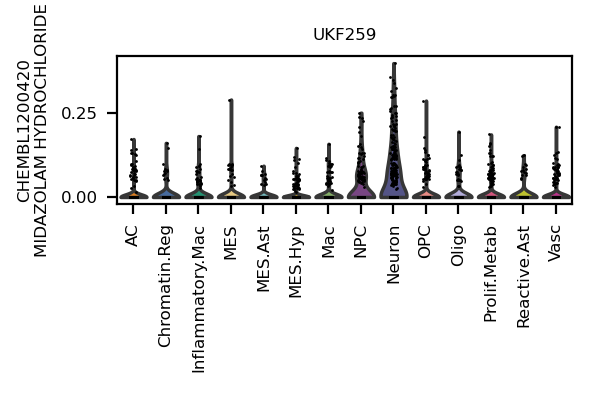 UKF259
CHEMBL1200420
MIDAZOLAM HYDROCHLORIDE
0.25
0.00
AC
Chromatin.Reg
Inflammatory.Mac
MES
MES.Ast
MES.Hyp
Mac
NPC
Neuron
OPC
Oligo
Prolif.Metab
Reactive.Ast
Vasc